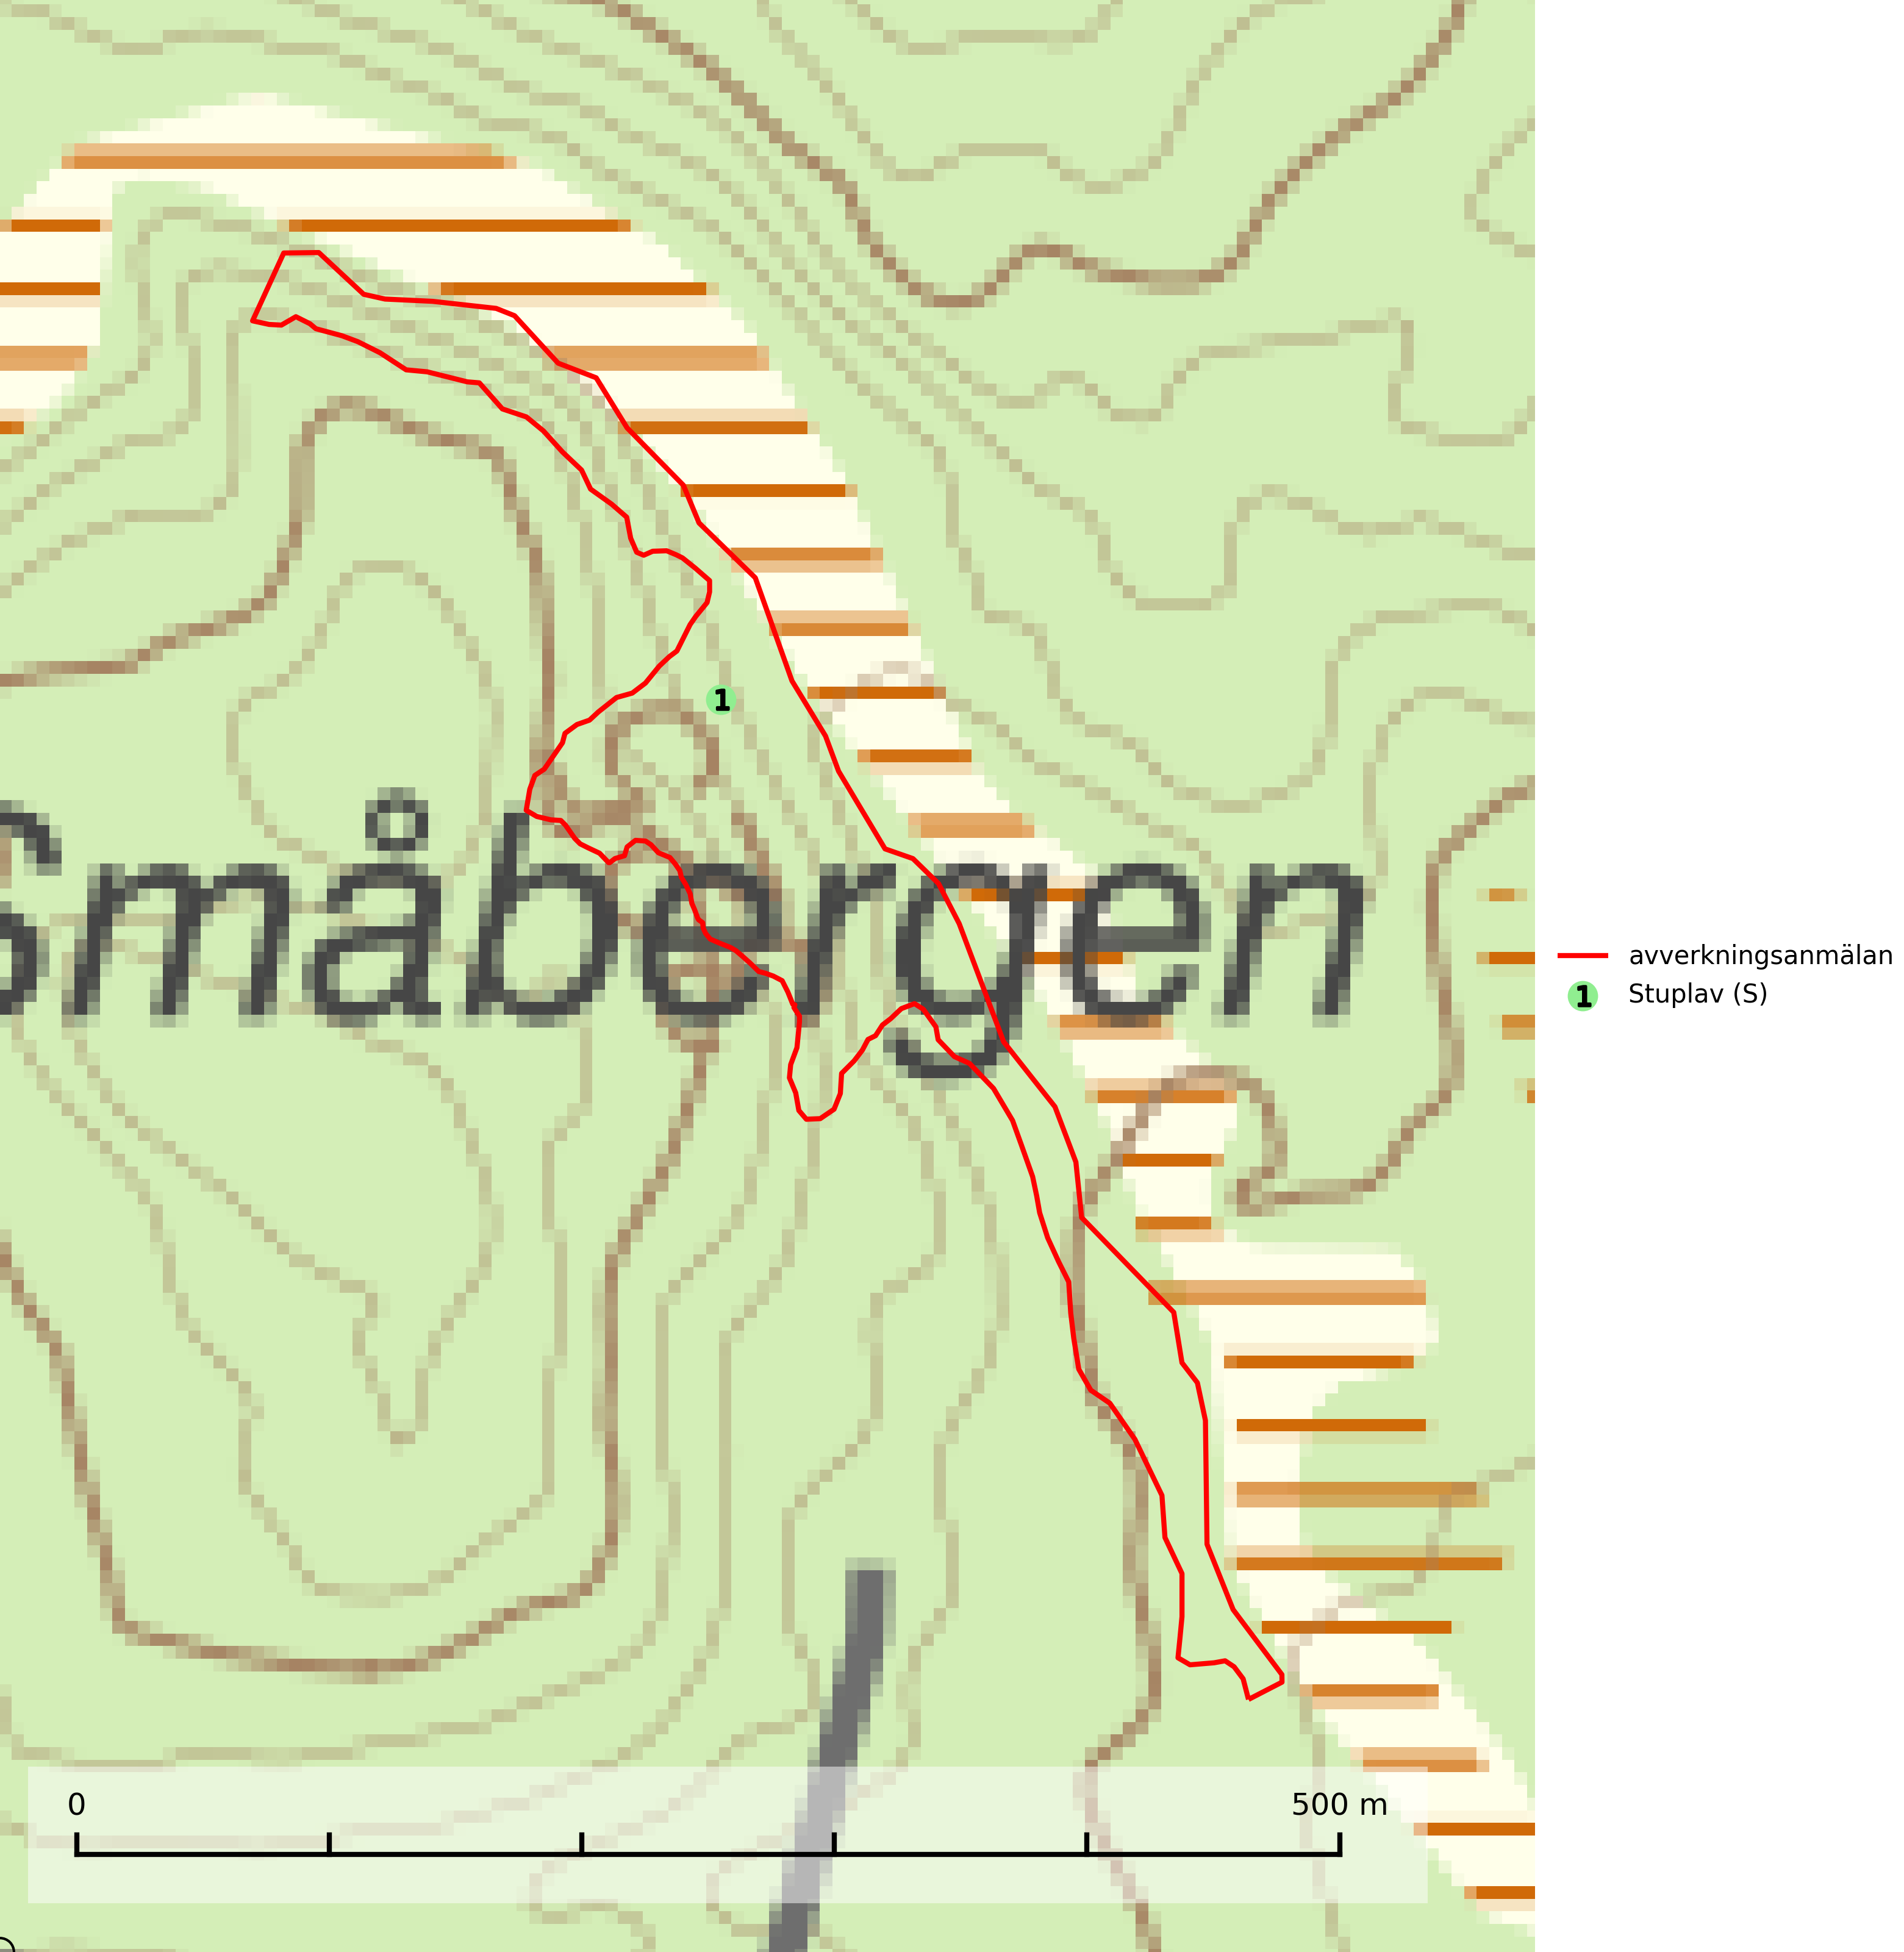 1
Småbergen
avverkningsanmälan
1 Stuplav (S)
0 500 m